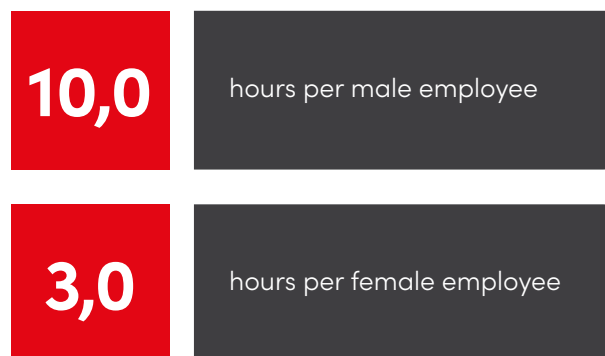 10,0
hours per male employee
3,0
hours per female employee